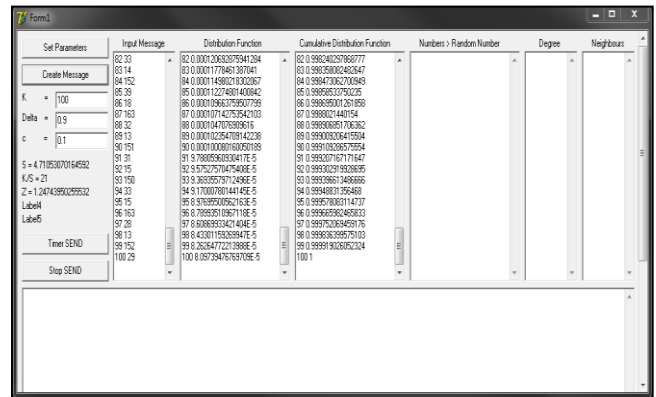 Form1
Set Parameters
Create Message
K = 100
Delta = 0.9
c = 0.1
S = 4.71053070164592
K/S = 21
Z = 1.24743950255532
Label4
Label5
Timer SEND
Stop SEND
Input Message
82 33
83 14
84 152
85 39
86 18
87 163
88 32
89 13
90 151
91 31
92 15
93 150
94 33
95 15
96 163
97 28
98 13
99 152
100 29
Distribution Function
82 0.000120692875941284
83 0.00011778461387041
84 0.000114980218302067
85 0.000112274801400842
86 0.000109663759507799
87 0.000107142753542103
88 0.0001047076909616
89 0.000102354709142238
90 0.000100080160050189
91 9.78805960930417E-5
92 9.57527570475408E-5
93 9.36935579712496E-5
94 9.17000780144145E-5
95 8.97695500562163E-5
96 8.78993510967118E-5
97 8.60869933421404E-5
98 8.43301159269947E-5
99 8.26264772213988E-5
100 8.09739476769709E-5
Cumulative Distribution Function
82 0.998240297868777
83 0.998358082482647
84 0.998473062700949
85 0.99858533750235
86 0.998695001261858
87 0.9988021440154
88 0.998906851706362
89 0.999009206415504
90 0.999109286575554
91 0.999207167171647
92 0.999302919928695
93 0.999396613486666
94 0.99948831356468
95 0.999578083114737
96 0.999665982465833
97 0.999752069459176
98 0.999836399575103
99 0.999919026052324
100 1
Numbers > Random Number
Degree
Neighbours